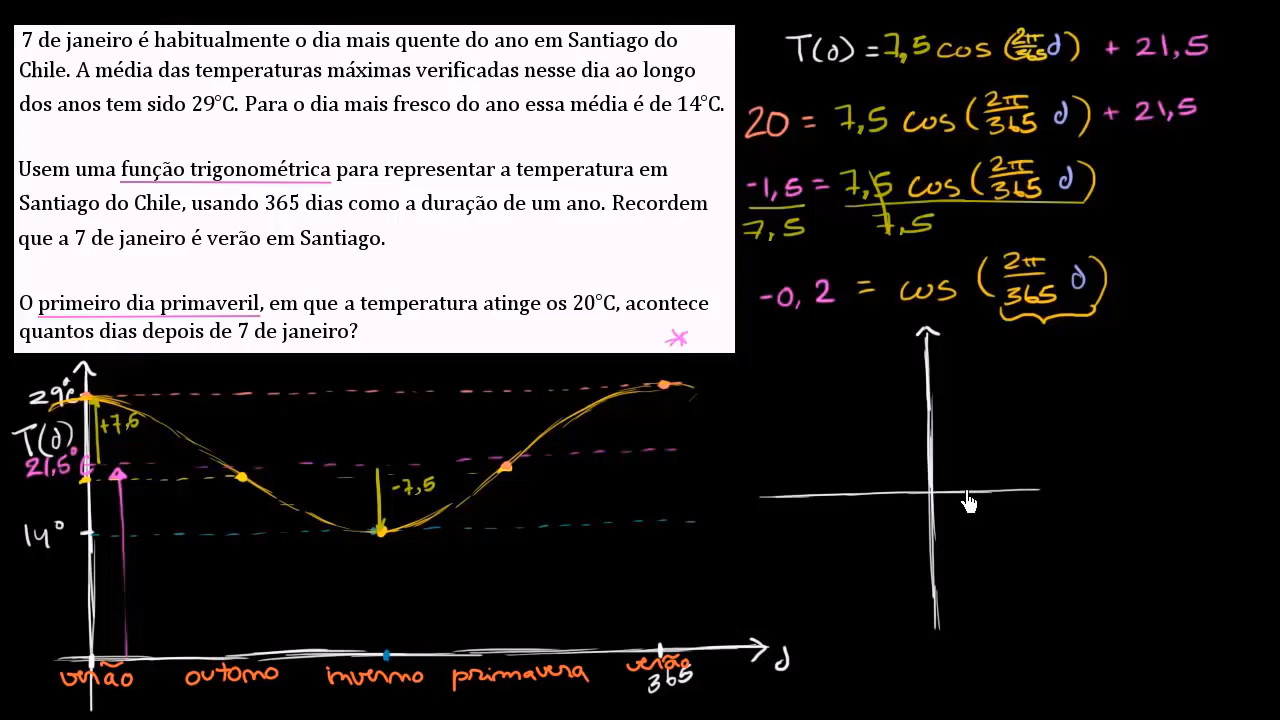 7 de janeiro é habitualmente o dia mais quente do ano em Santiago do
Chile. A média das temperaturas máximas verificadas nesse dia ao longo
dos anos tem sido 29°C. Para o dia mais fresco do ano essa média é de 14°C.
Usem uma função trigonométrica para representar a temperatura em
Santiago do Chile, usando 365 dias como a duração de um ano. Recordem
que a 7 de janeiro é verão em Santiago.
O primeiro dia primaveril, em que a temperatura atinge os 20°C, acontece
quantos dias depois de 7 de janeiro?
T(d) = 7,5 cos (2π/365 d) + 21,5
20 = 7,5 cos (2π/365 d) + 21,5
-1,5 = 7,5 cos (2π/365 d)
7,5 7,5
-0,2 = cos (2π/365 d)
29°C
+7,5
T(d)
21,5°C
-7,5
14°
d
verão outono inverno primavera verão
365